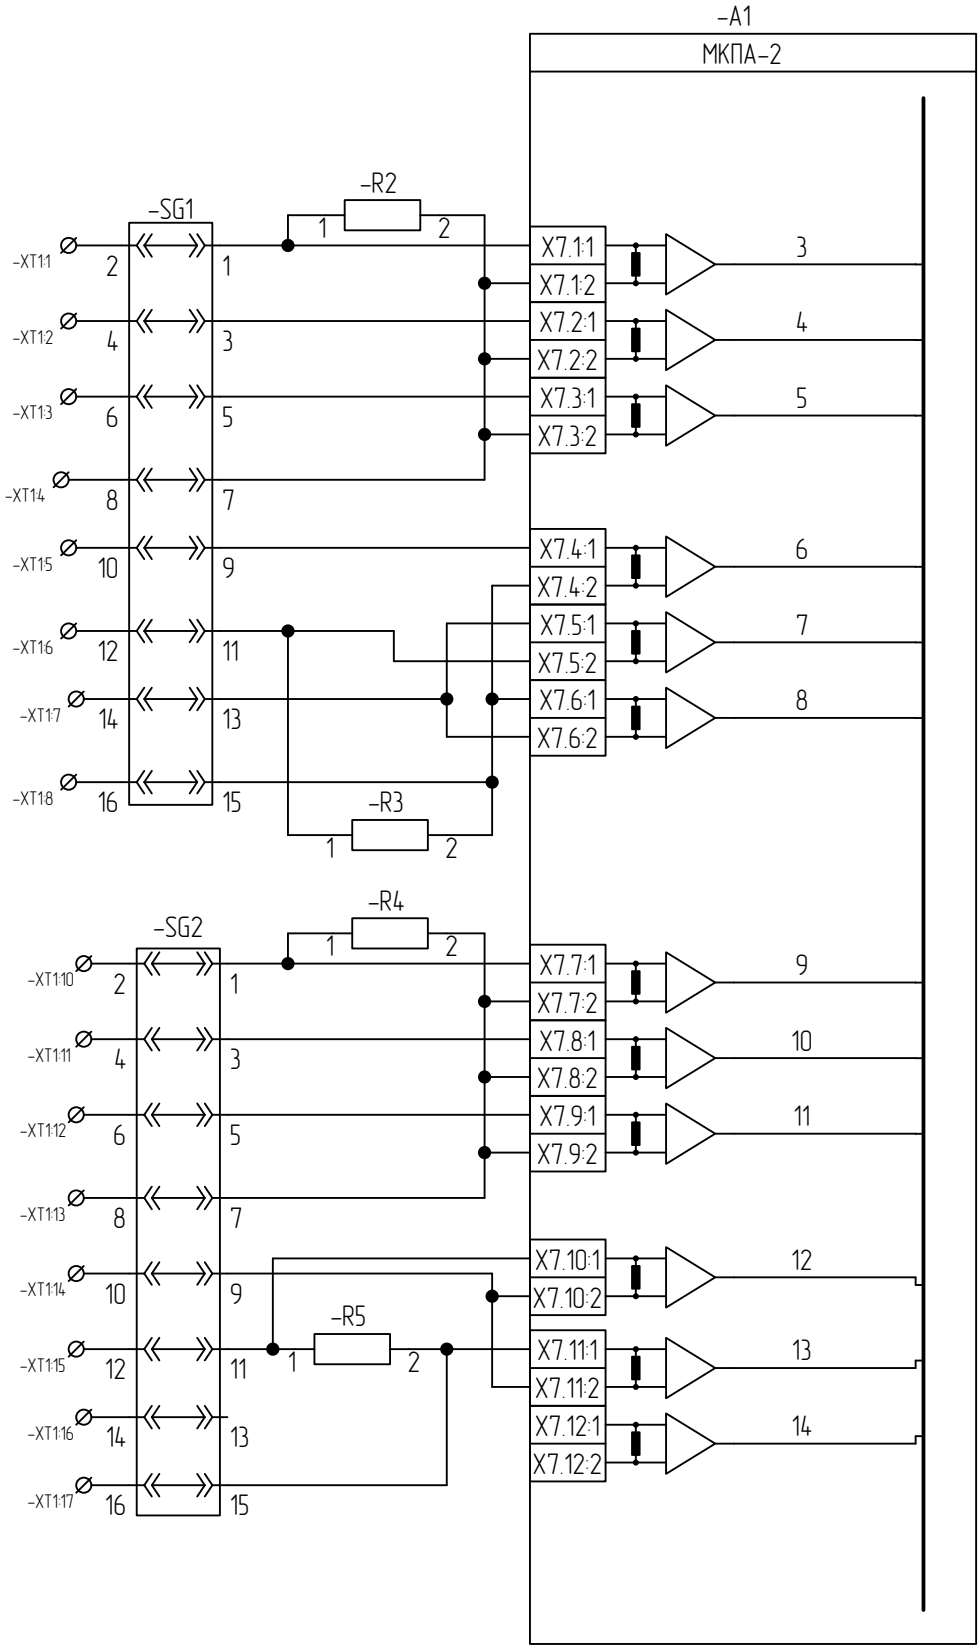 -A1
МКПА-2
-R2
1 2
-SG1
-XT1:1 2 1 X7.1:1 3
X7.1:2
-XT1:2 4 3 X7.2:1 4
X7.2:2
-XT1:3 6 5 X7.3:1 5
X7.3:2
-XT1:4 8 7
-XT1:5 10 9 X7.4:1 6
X7.4:2
X7.5:1 7
-XT1:6 12 11 X7.5:2
-XT1:7 14 13 X7.6:1 8
X7.6:2
-XT1:8 16 15
-R3
1 2
-R4
1 2
-SG2
-XT1:10 2 1 X7.7:1 9
X7.7:2
-XT1:11 4 3 X7.8:1 10
X7.8:2
-XT1:12 6 5 X7.9:1 11
X7.9:2
-XT1:13 8 7
X7.10:1 12
-XT1:14 10 9 X7.10:2
-R5
-XT1:15 12 11 1 2 X7.11:1 13
X7.11:2
-XT1:16 14 13 X7.12:1 14
X7.12:2
-XT1:17 16 15